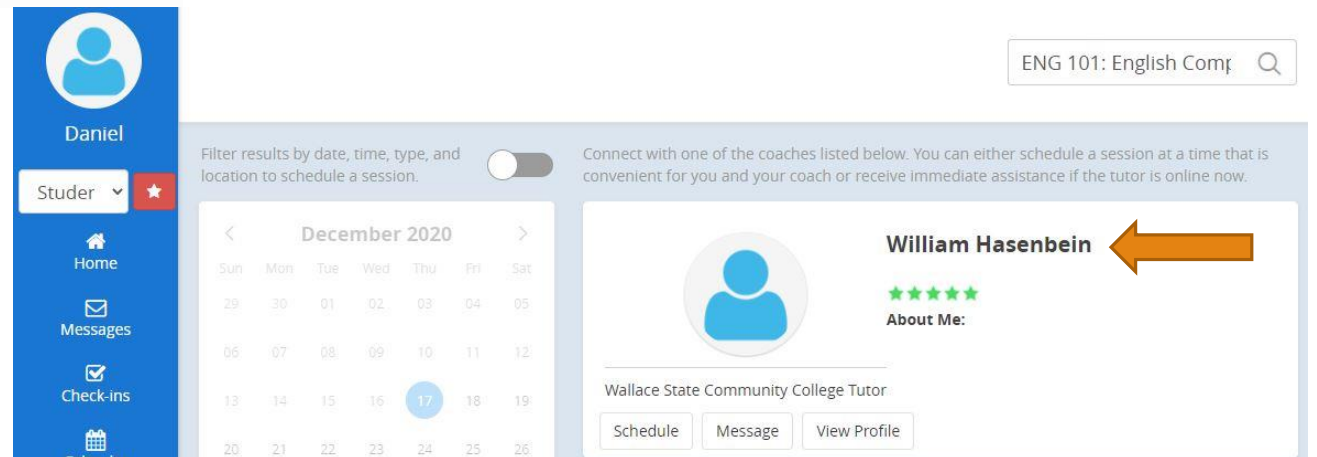 Daniel
Studer
Home
Messages
Check-ins
ENG 101: English Comp
Filter results by date, time, type, and
location to schedule a session.
Connect with one of the coaches listed below. You can either schedule a session at a time that is
convenient for you and your coach or receive immediate assistance if the tutor is online now.
December 2020
Sun Mon Tue Wed Thu Fri Sat
29 30 01 02 03 04 05
06 07 08 09 10 11 12
13 14 15 16 17 18 19
20 21 22 23 24 25 26
William Hasenbein
About Me:
Wallace State Community College Tutor
Schedule Message View Profile